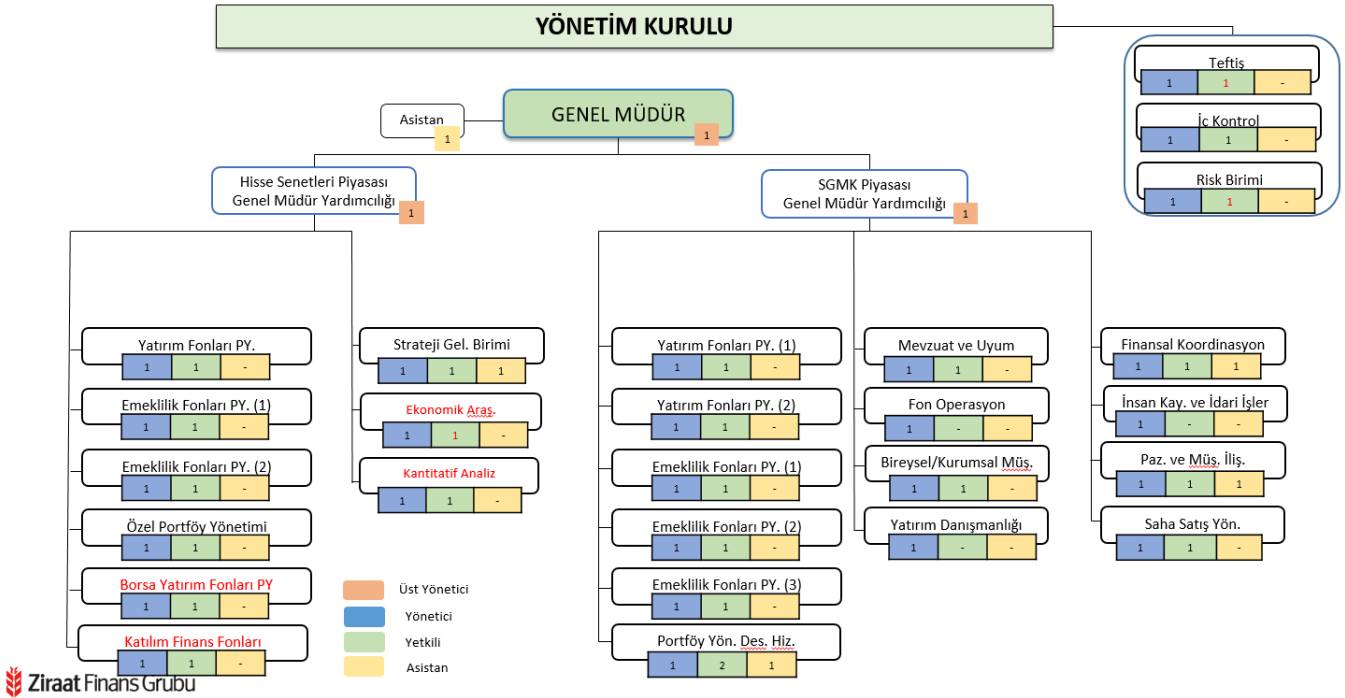 YÖNETİM KURULU
Teftiş
1 1 -
İç Kontrol
1 1 -
Risk Birimi
1 1 -
Asistan
1
GENEL MÜDÜR
1
Hisse Senetleri Piyasası
Genel Müdür Yardımcılığı
1
SGMK Piyasası
Genel Müdür Yardımcılığı
1
Yatırım Fonları PY.
1 1 -
Emeklilik Fonları PY. (1)
1 1 -
Emeklilik Fonları PY. (2)
1 1 -
Özel Portföy Yönetimi
1 1 -
Borsa Yatırım Fonları PY
1 1 -
Katılım Finans Fonları
1 1 -
Strateji Gel. Birimi
1 1 1
Ekonomik Araş.
1 1 -
Kantitatif Analiz
1 1 -
Üst Yönetici
Yönetici
Yetkili
Asistan
Yatırım Fonları PY. (1)
1 1 -
Yatırım Fonları PY. (2)
1 1 -
Emeklilik Fonları PY. (1)
1 1 -
Emeklilik Fonları PY. (2)
1 1 -
Emeklilik Fonları PY. (3)
1 1 -
Portföy Yön. Des. Hiz.
1 2 1
Mevzuat ve Uyum
1 1 -
Fon Operasyon
1 - -
Bireysel/Kurumsal Müş.
1 1 -
Yatırım Danışmanlığı
1 - -
Finansal Koordinasyon
1 1 1
İnsan Kay. ve İdari İşler
1 - -
Paz. ve Müş. İliş.
1 1 1
Saha Satış Yön.
1 1 -
Ziraat Finans Grubu